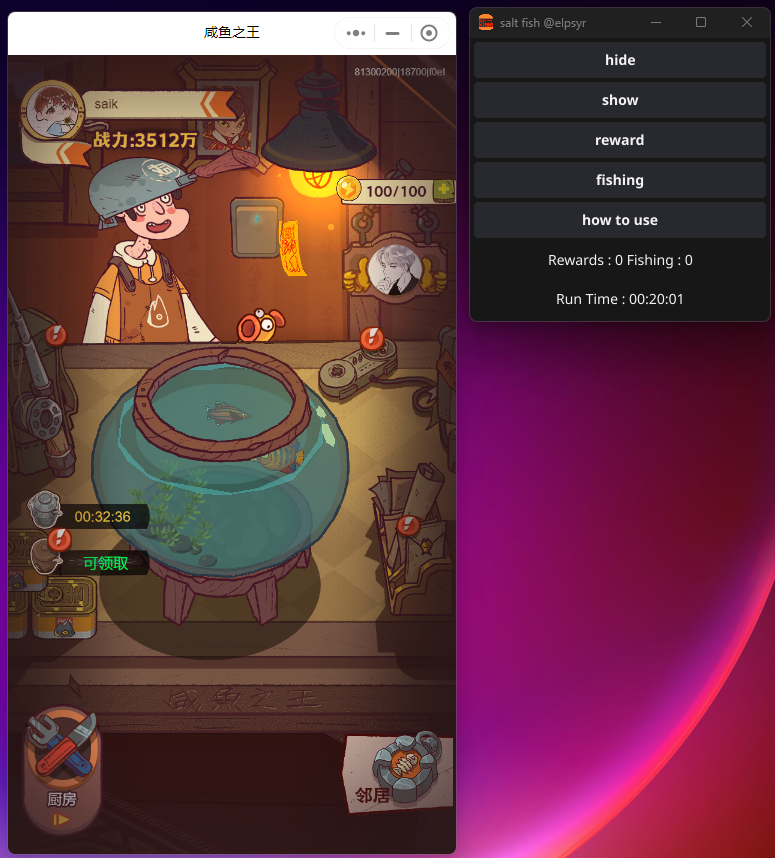 咸鱼之王
81300200|18700|f0ef
saik
战力:3512万
100/100
00:32:36
可领取
咸魚之王
厨房
邻居
salt fish @elpsyr
hide
show
reward
fishing
how to use
Rewards : 0 Fishing : 0
Run Time : 00:20:01